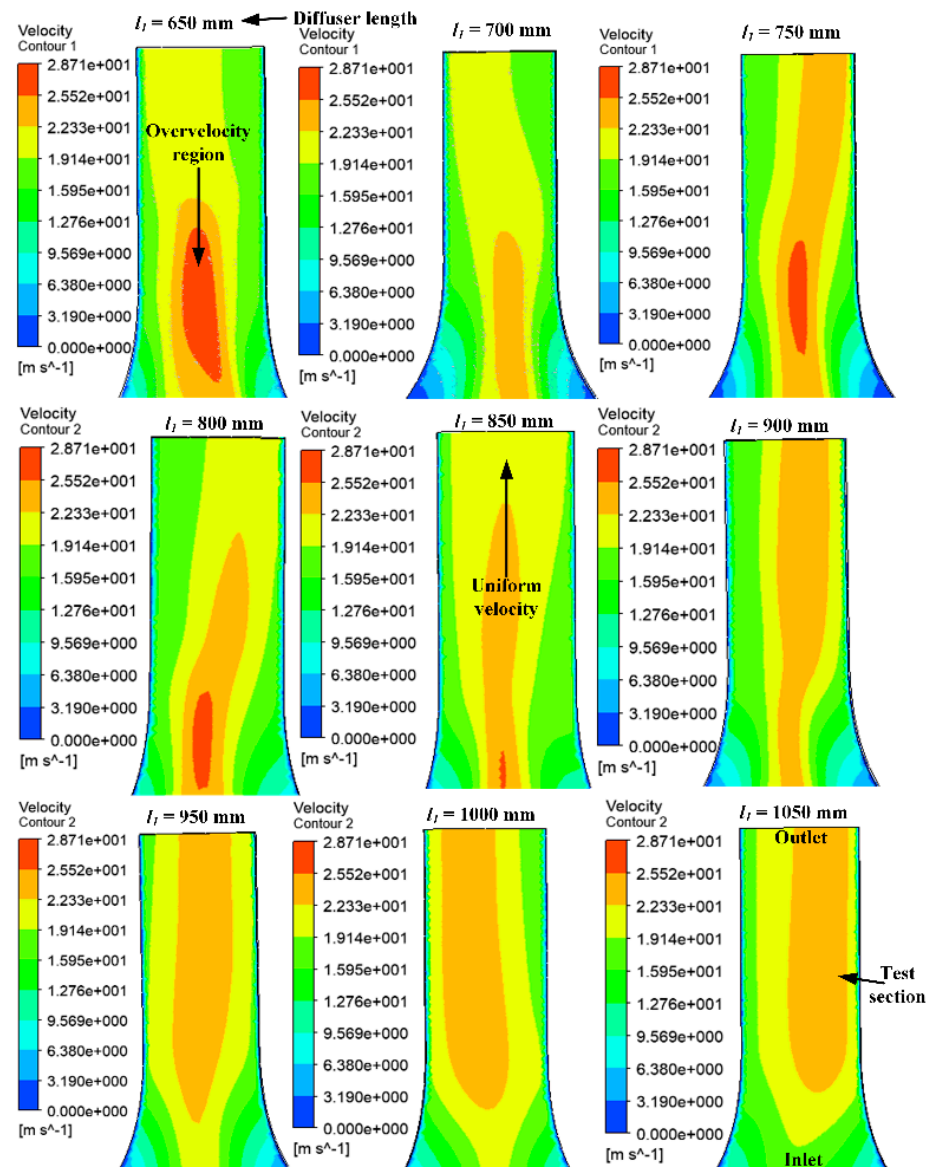 l₁ = 650 mm
Diffuser length
l₁ = 700 mm
l₁ = 750 mm
Velocity
Contour 1
2.871e+001
2.552e+001
2.233e+001
1.914e+001
1.595e+001
1.276e+001
9.569e+000
6.380e+000
3.190e+000
0.000e+000
[m s^-1]
Overvelocity
region
Velocity
Contour 1
2.871e+001
2.552e+001
2.233e+001
1.914e+001
1.595e+001
1.276e+001
9.569e+000
6.380e+000
3.190e+000
0.000e+000
[m s^-1]
Velocity
Contour 1
2.871e+001
2.552e+001
2.233e+001
1.914e+001
1.595e+001
1.276e+001
9.569e+000
6.380e+000
3.190e+000
0.000e+000
[m s^-1]
l₁ = 800 mm
Velocity
Contour 2
2.871e+001
2.552e+001
2.233e+001
1.914e+001
1.595e+001
1.276e+001
9.569e+000
6.380e+000
3.190e+000
0.000e+000
[m s^-1]
l₁ = 850 mm
Velocity
Contour 2
2.871e+001
2.552e+001
2.233e+001
1.914e+001
1.595e+001
1.276e+001
9.569e+000
6.380e+000
3.190e+000
0.000e+000
[m s^-1]
Uniform
velocity
l₁ = 900 mm
Velocity
Contour 2
2.871e+001
2.552e+001
2.233e+001
1.914e+001
1.595e+001
1.276e+001
9.569e+000
6.380e+000
3.190e+000
0.000e+000
[m s^-1]
l₁ = 950 mm
Velocity
Contour 2
2.871e+001
2.552e+001
2.233e+001
1.914e+001
1.595e+001
1.276e+001
9.569e+000
6.380e+000
3.190e+000
0.000e+000
[m s^-1]
l₁ = 1000 mm
Velocity
Contour 2
2.871e+001
2.552e+001
2.233e+001
1.914e+001
1.595e+001
1.276e+001
9.569e+000
6.380e+000
3.190e+000
0.000e+000
[m s^-1]
l₁ = 1050 mm
Velocity
Contour 2
2.871e+001
2.552e+001
2.233e+001
1.914e+001
1.595e+001
1.276e+001
9.569e+000
6.380e+000
3.190e+000
0.000e+000
[m s^-1]
Outlet
Test
section
Inlet